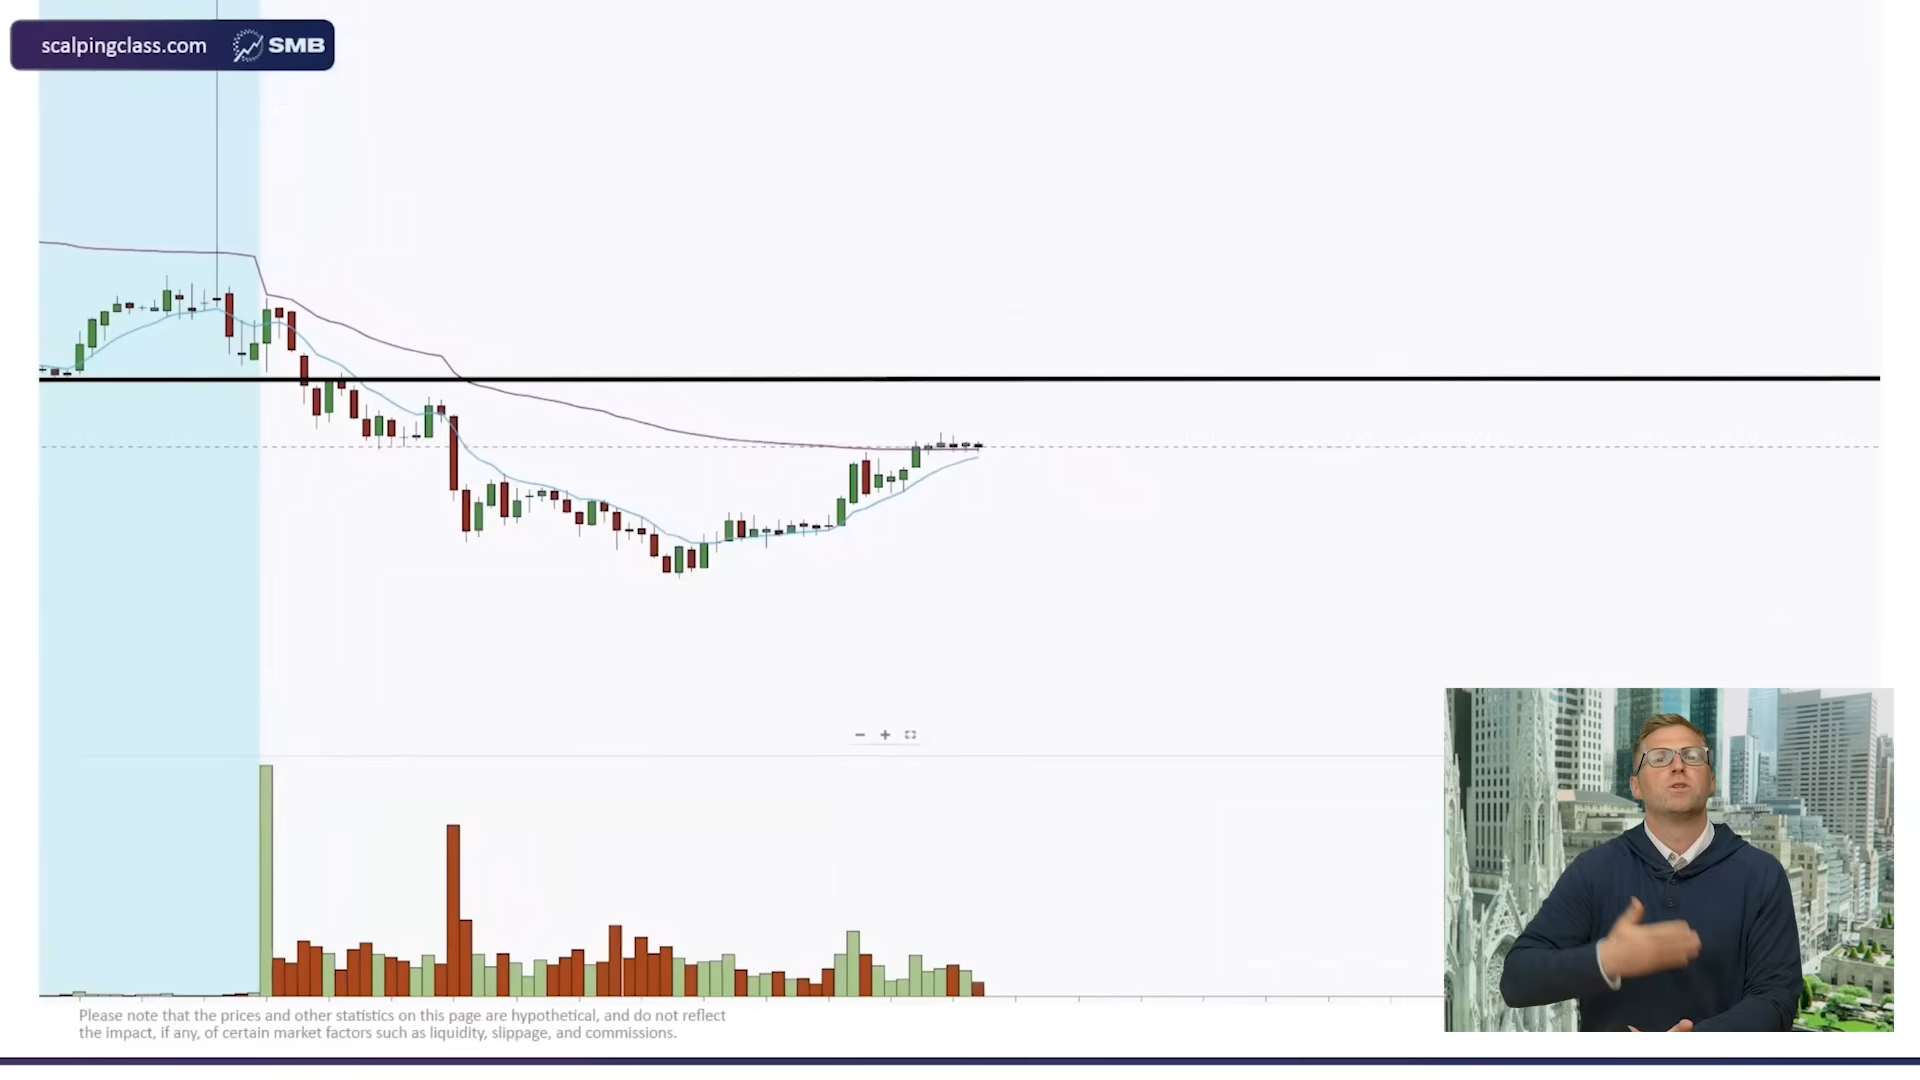 scalpingclass.com SMB
Please note that the prices and other statistics on this page are hypothetical, and do not reflect
the impact, if any, of certain market factors such as liquidity, slippage, and commissions.